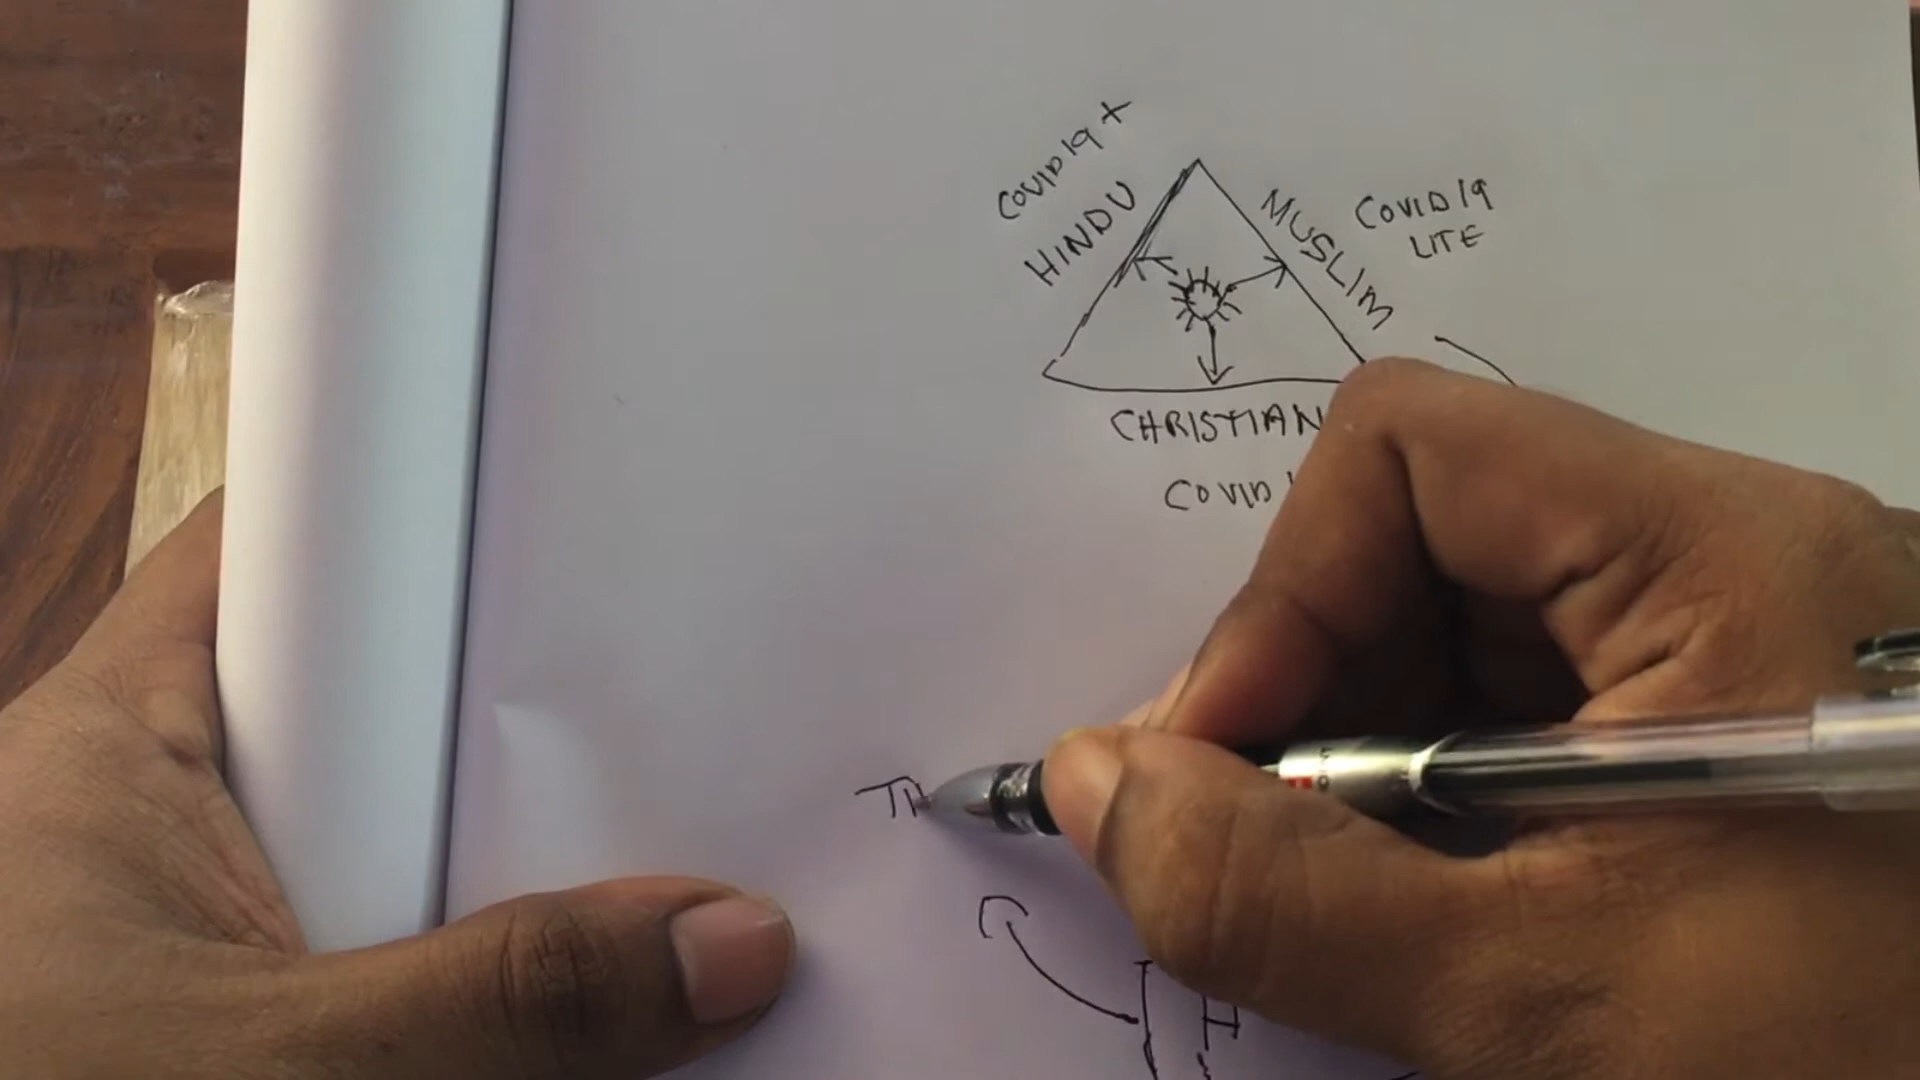 COVID19 +
HINDU
MUSLIM
COVID19
LITE
CHRISTIAN
COVID
H